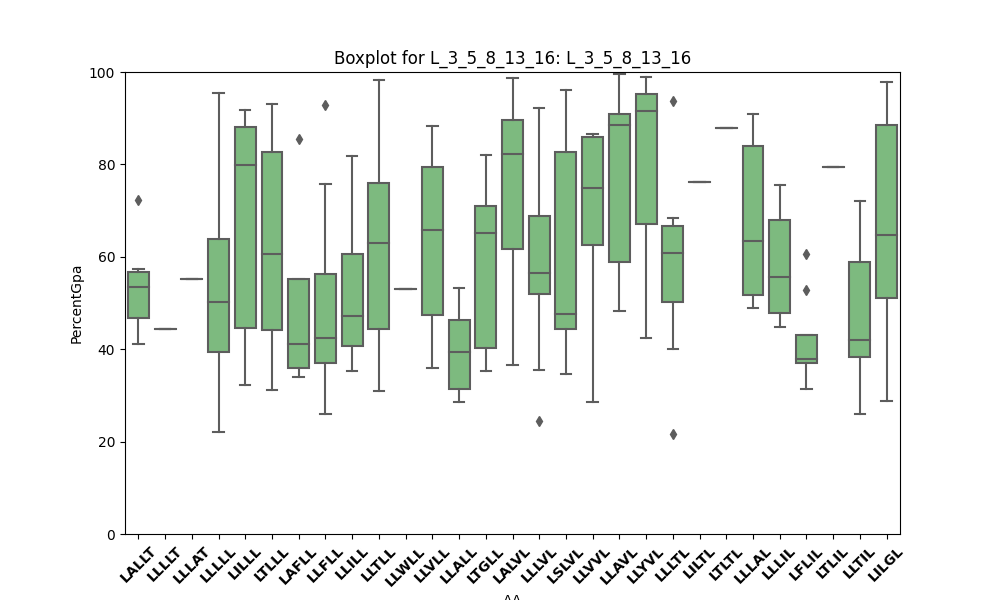 Boxplot for L_3_5_8_13_16: L_3_5_8_13_16
100
80
60
40
20
0
PercentGpa
LALLT LLLLT LLLAT LLLLL LILLL LTLLL LAFLL LLFLL LLILL LLTLL LLWLL LLVLL LLALL LTGLL LALVL LLLVL LSLVL LLVVL LLAVL LLYVL LLLTL LILTL LTLTL LLLAL LLLIL LFLIL LTLIL LLTIL LILGL
AA